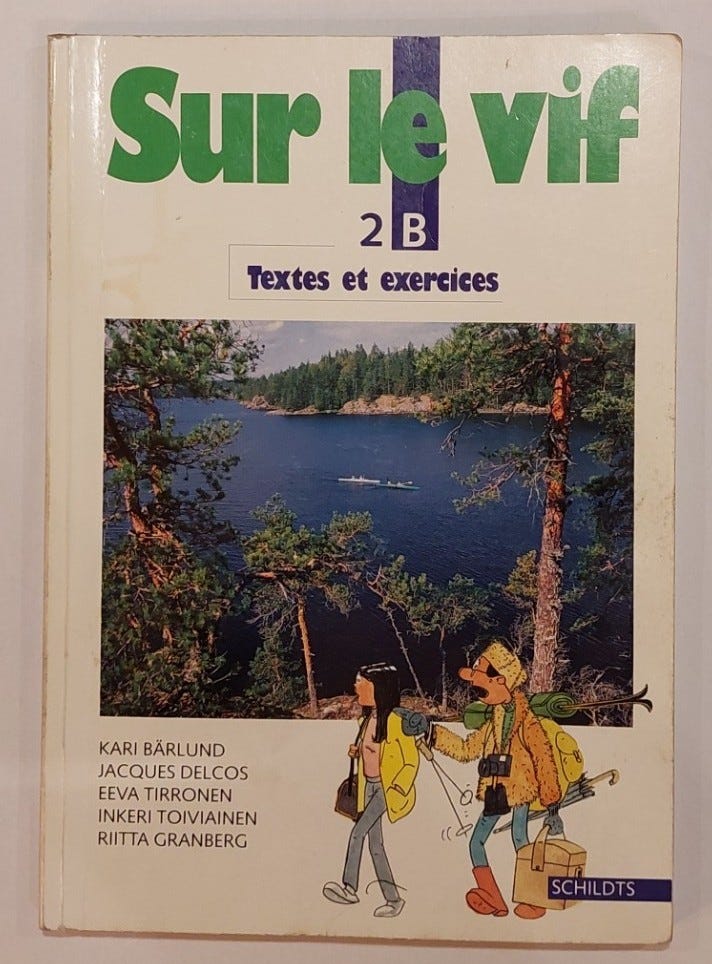 Sur le vif
2 B
Textes et exercices
KARI BÄRLUND
JACQUES DELCOS
EEVA TIRRONEN
INKERI TOIVIAINEN
RIITTA GRANBERG
SCHILDTS